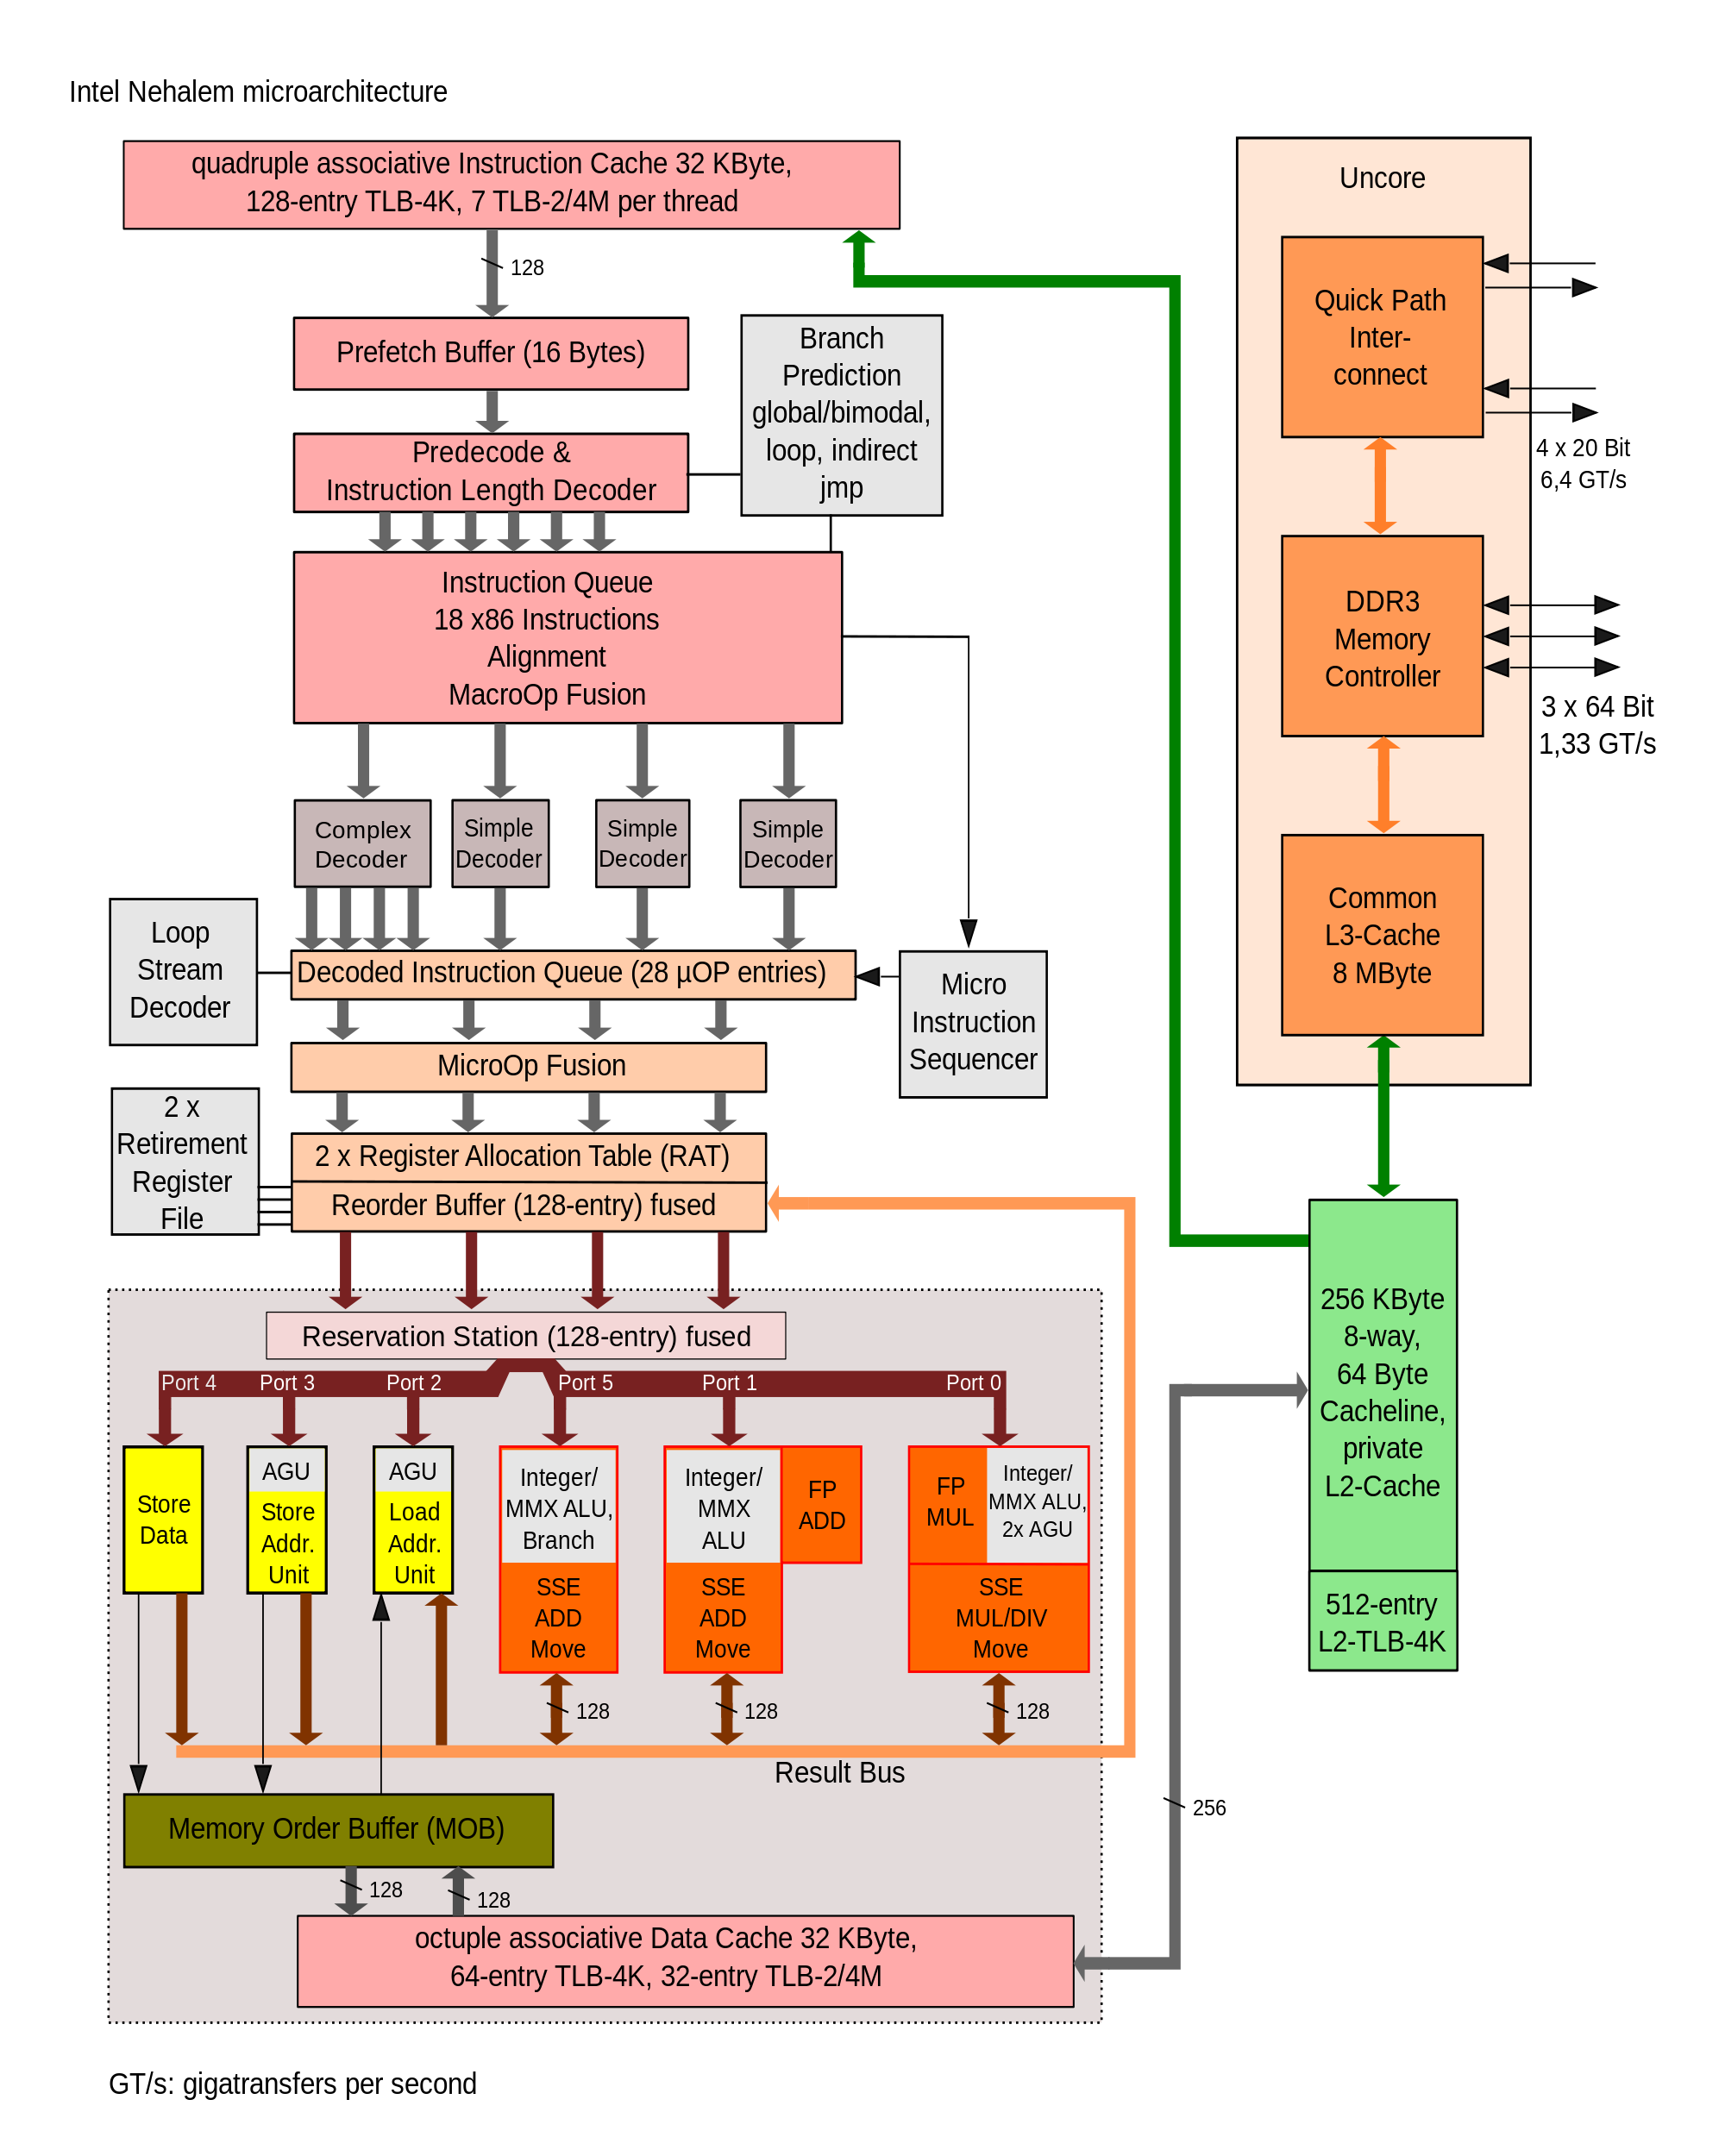 Intel Nehalem microarchitecture
quadruple associative Instruction Cache 32 KByte,
128-entry TLB-4K, 7 TLB-2/4M per thread
128
Prefetch Buffer (16 Bytes)
Predecode &
Instruction Length Decoder
Branch
Prediction
global/bimodal,
loop, indirect
jmp
Instruction Queue
18 x86 Instructions
Alignment
MacroOp Fusion
Complex
Decoder
Simple
Decoder
Simple
Decoder
Simple
Decoder
Loop
Stream
Decoder
Decoded Instruction Queue (28 µOP entries)
Micro
Instruction
Sequencer
MicroOp Fusion
2 x
Retirement
Register
File
2 x Register Allocation Table (RAT)
Reorder Buffer (128-entry) fused
Reservation Station (128-entry) fused
Port 4
Port 3
Port 2
Port 5
Port 1
Port 0
Store
Data
AGU
Store
Addr.
Unit
AGU
Load
Addr.
Unit
Integer/
MMX ALU,
Branch
SSE
ADD
Move
Integer/
MMX
ALU
FP
ADD
SSE
ADD
Move
FP
MUL
Integer/
MMX ALU,
2x AGU
SSE
MUL/DIV
Move
128
128
128
Result Bus
Memory Order Buffer (MOB)
128
128
octuple associative Data Cache 32 KByte,
64-entry TLB-4K, 32-entry TLB-2/4M
256
Uncore
Quick Path
Inter-
connect
4 x 20 Bit
6,4 GT/s
DDR3
Memory
Controller
3 x 64 Bit
1,33 GT/s
Common
L3-Cache
8 MByte
256 KByte
8-way,
64 Byte
Cacheline,
private
L2-Cache
512-entry
L2-TLB-4K
GT/s: gigatransfers per second